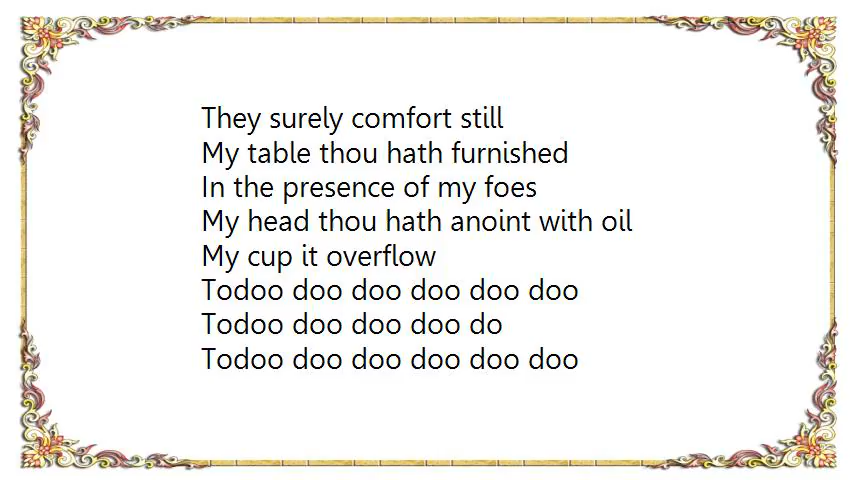 They surely comfort still
My table thou hath furnished
In the presence of my foes
My head thou hath anoint with oil
My cup it overflow
Todoo doo doo doo doo doo
Todoo doo doo doo do
Todoo doo doo doo doo doo